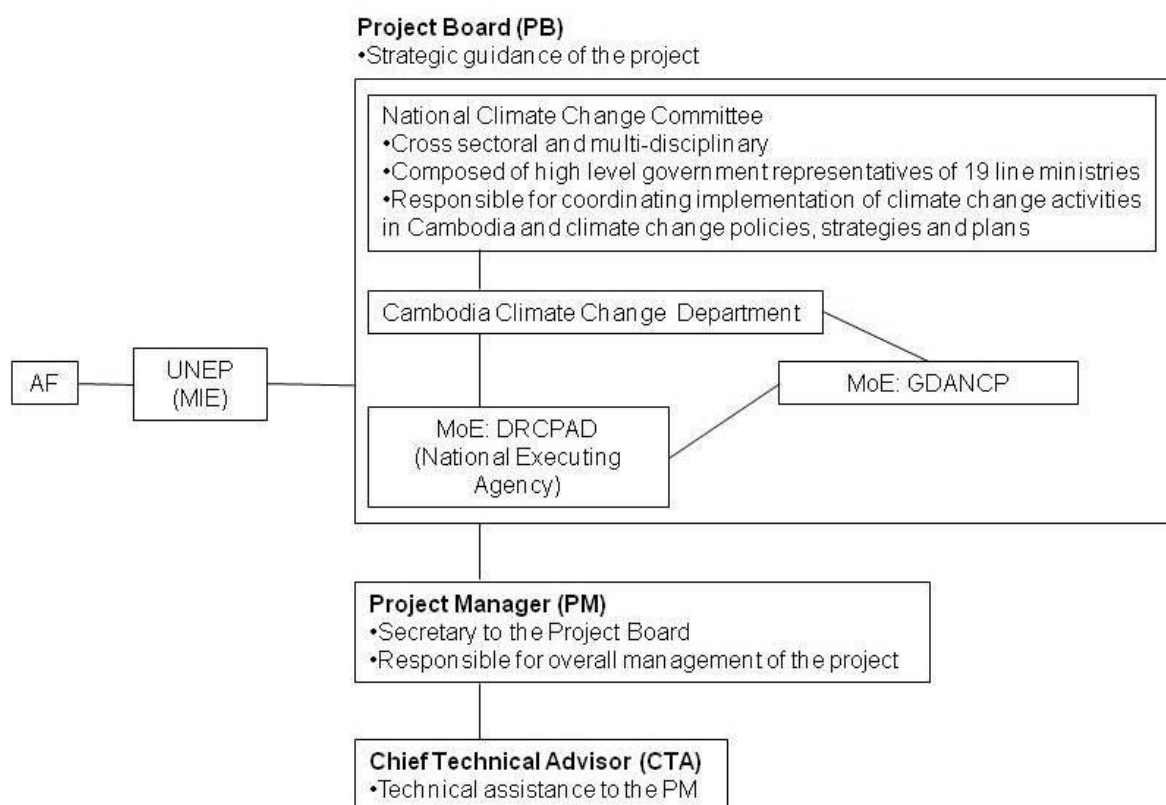 Project Board (PB)
•Strategic guidance of the project
National Climate Change Committee
•Cross sectoral and multi-disciplinary
•Composed of high level government representatives of 19 line ministries
•Responsible for coordinating implementation of climate change activities
in Cambodia and climate change policies, strategies and plans
Cambodia Climate Change Department
AF
UNEP
(MIE)
MoE: GDANCP
MoE: DRCPAD
(National Executing
Agency)
Project Manager (PM)
•Secretary to the Project Board
•Responsible for overall management of the project
Chief Technical Advisor (CTA)
•Technical assistance to the PM